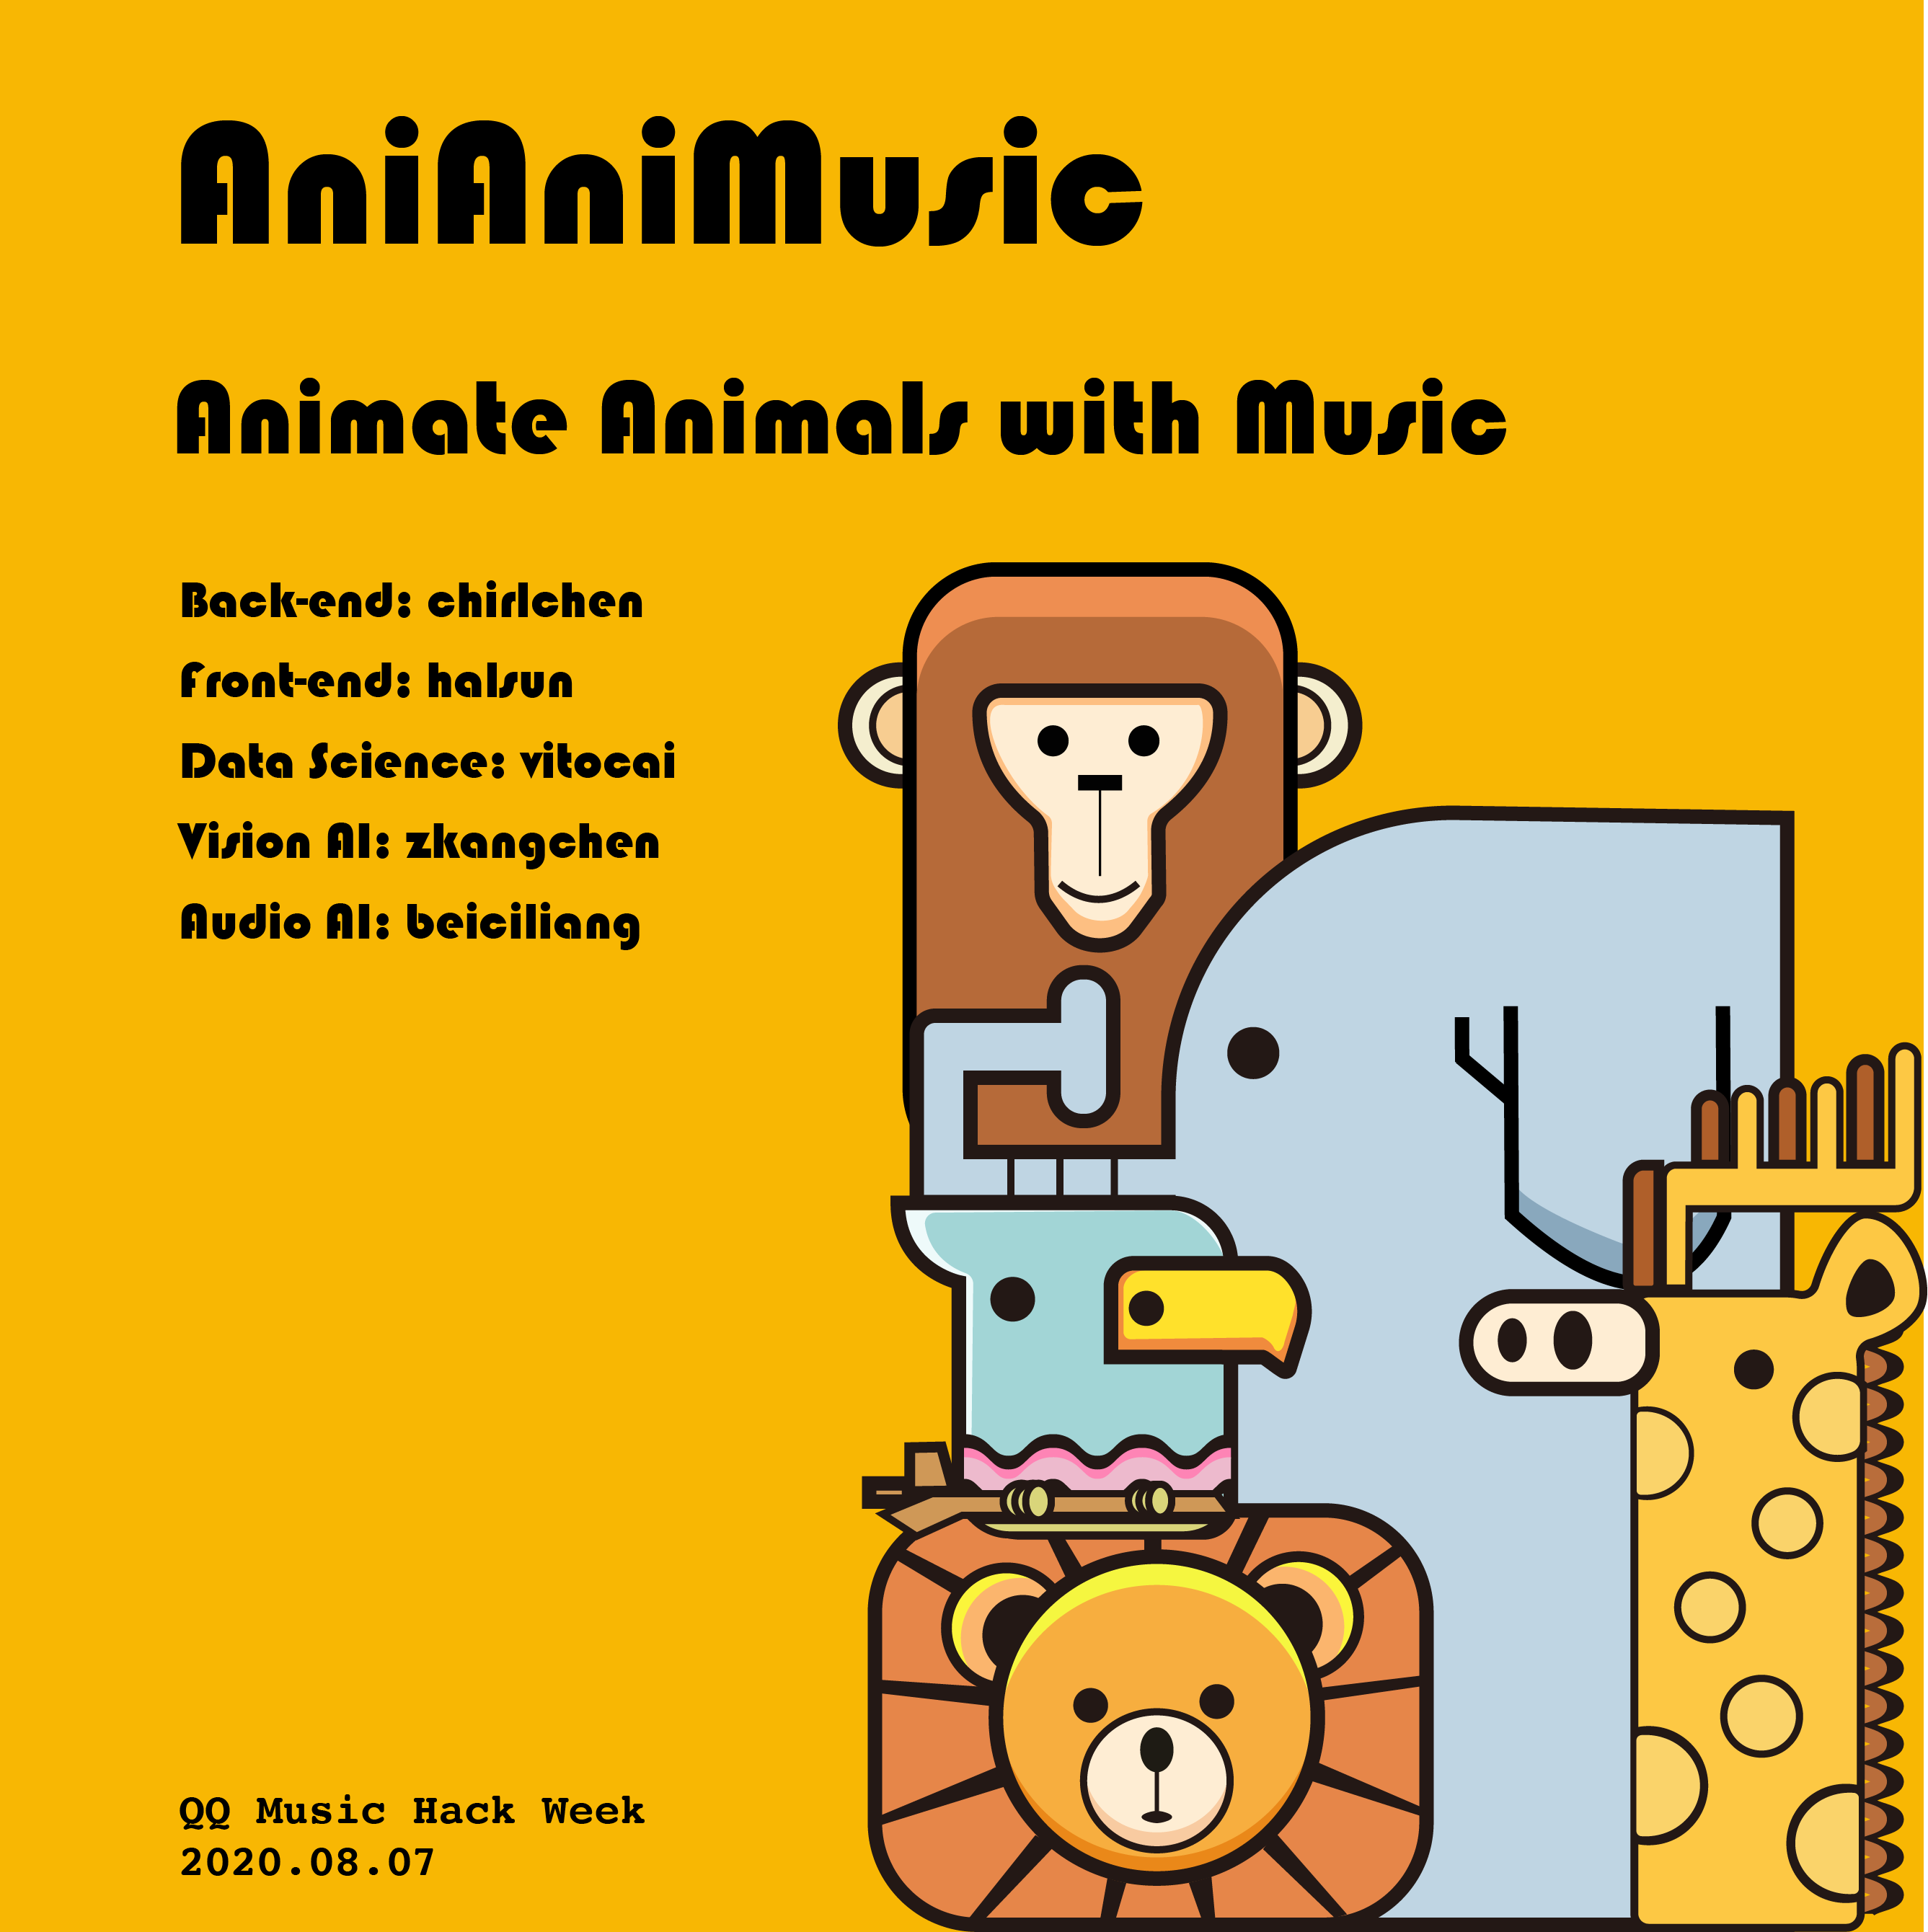 AniAniMusic
Animate Animals with Music
Back-end: chirlchen
Front-end: halsun
Data Science: vitocai
Vision AI: zkangchen
Audio AI: beiciliang
QQ Music Hack Week
2020.08.07